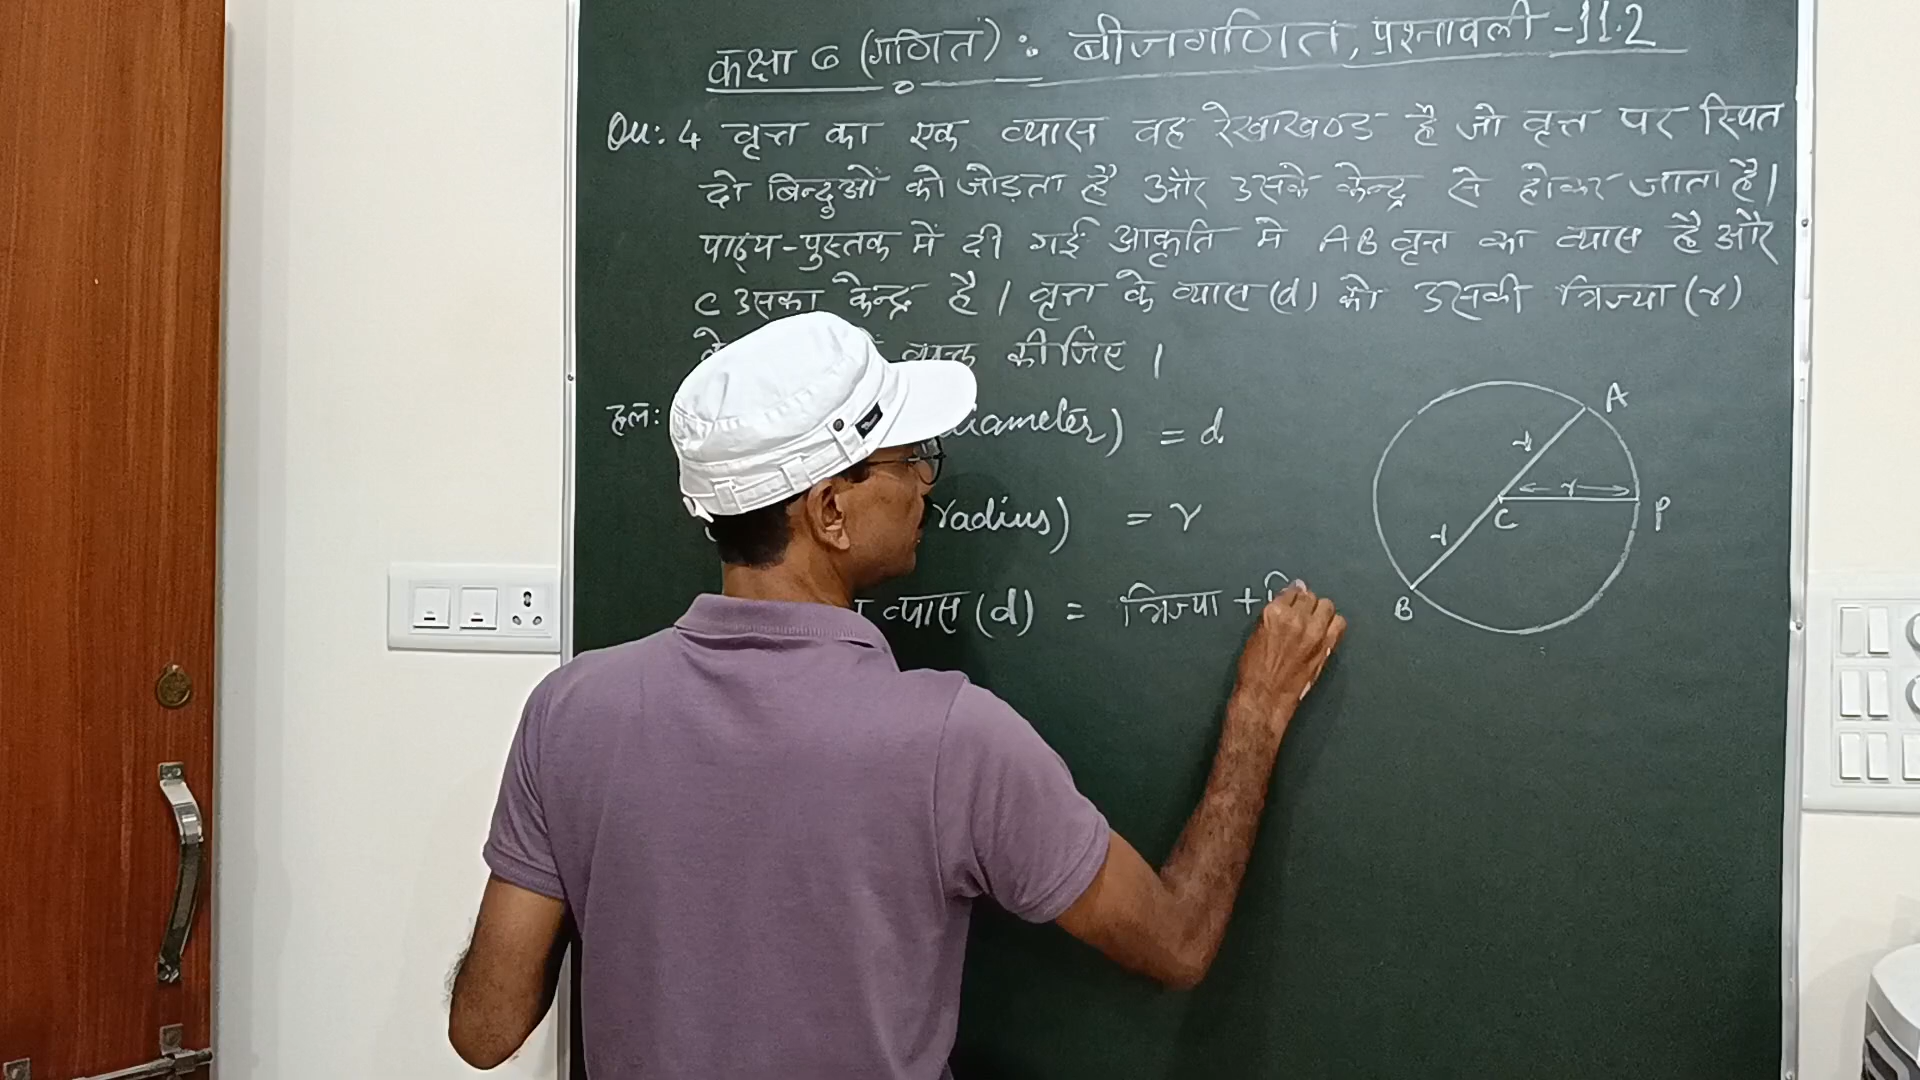 कक्षा 6 (गणित) : बीजगणित, प्रश्नावली -11.2
Qu: 4 वृत्त का एक व्यास वह रेखाखण्ड है जो वृत्त पर स्थित
दो बिन्दुओं को जोड़ता है और उसके केन्द्र से होकर जाता है।
पाठ्य-पुस्तक में दी गई आकृति मे AB वृत्त का व्यास है और
C उसका केन्द्र है। वृत्त के व्यास (d) को उसकी त्रिज्या (r)
के व्यक्त कीजिए।
हल: = d
radius) = r
व्यास (d) = त्रिज्या +
A
r
r
C
P
r
B